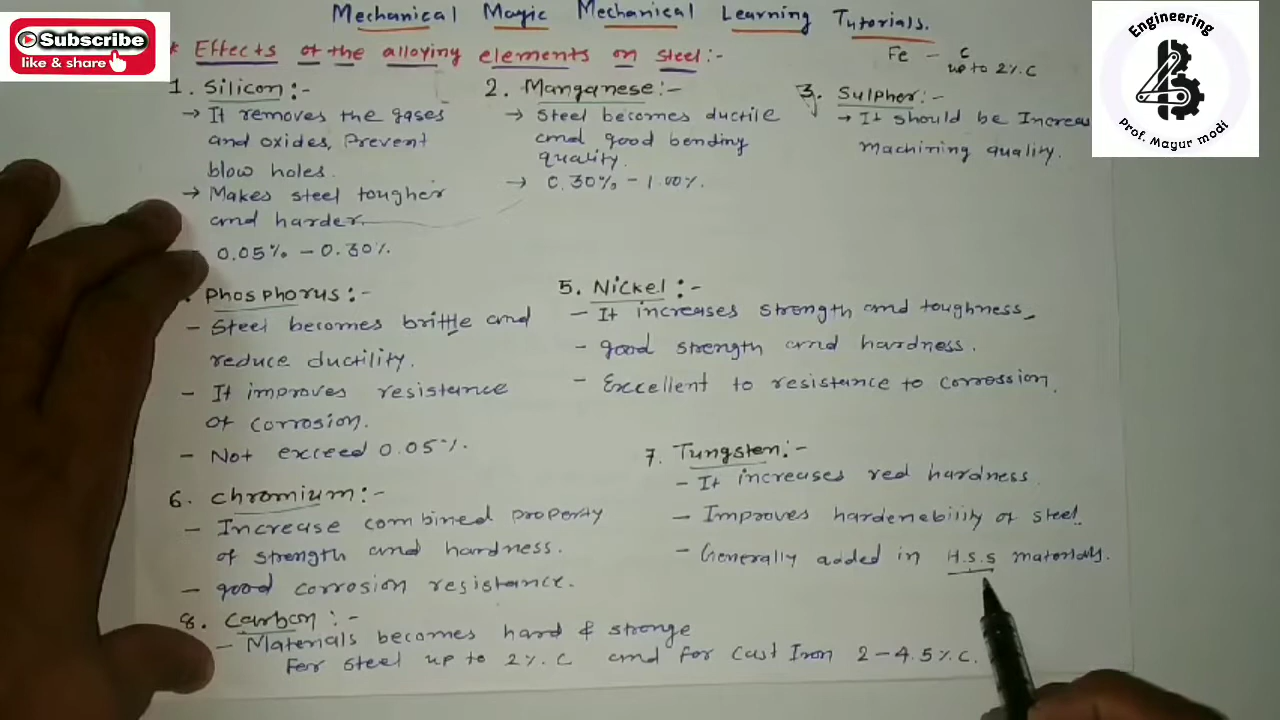 Mechanical Magic Mechanical Learning Tutorials.
Subscribe
like & share
Engineering
Prof. Mayur modi
* Effects of the alloying elements on steel:-
Fe - C
up to 2%.C
1. Silicon:-
→ It removes the gases
and oxides, Prevent
blow holes.
→ Makes steel tougher
and harder.
0.05% - 0.30%.
2. Manganese:-
→ Steel becomes ductile
and good bending
quality.
→ 0.30% - 1.00%.
3. Sulpher:-
→ It should be Increa
machining quality.
Phosphorus:-
- Steel becomes brittle and
reduce ductility.
- It improves resistance
of corrosion.
- Not exceed 0.05%.
5. Nickel:-
- It increases strength and toughness.
- good strength and hardness.
- Excellent to resistance to corrossion.
6. chromium:-
- Increase combined property
of strength and hardness.
- good corrosion resistance.
7. Tungsten:-
- It increases red hardness.
- Improves hardenebility of steel.
- Generally added in H.S.S materials.
8. Carbon:-
- Materials becomes hard & stronge
For steel up to 2%.C and for Cast Iron 2-4.5%.C.